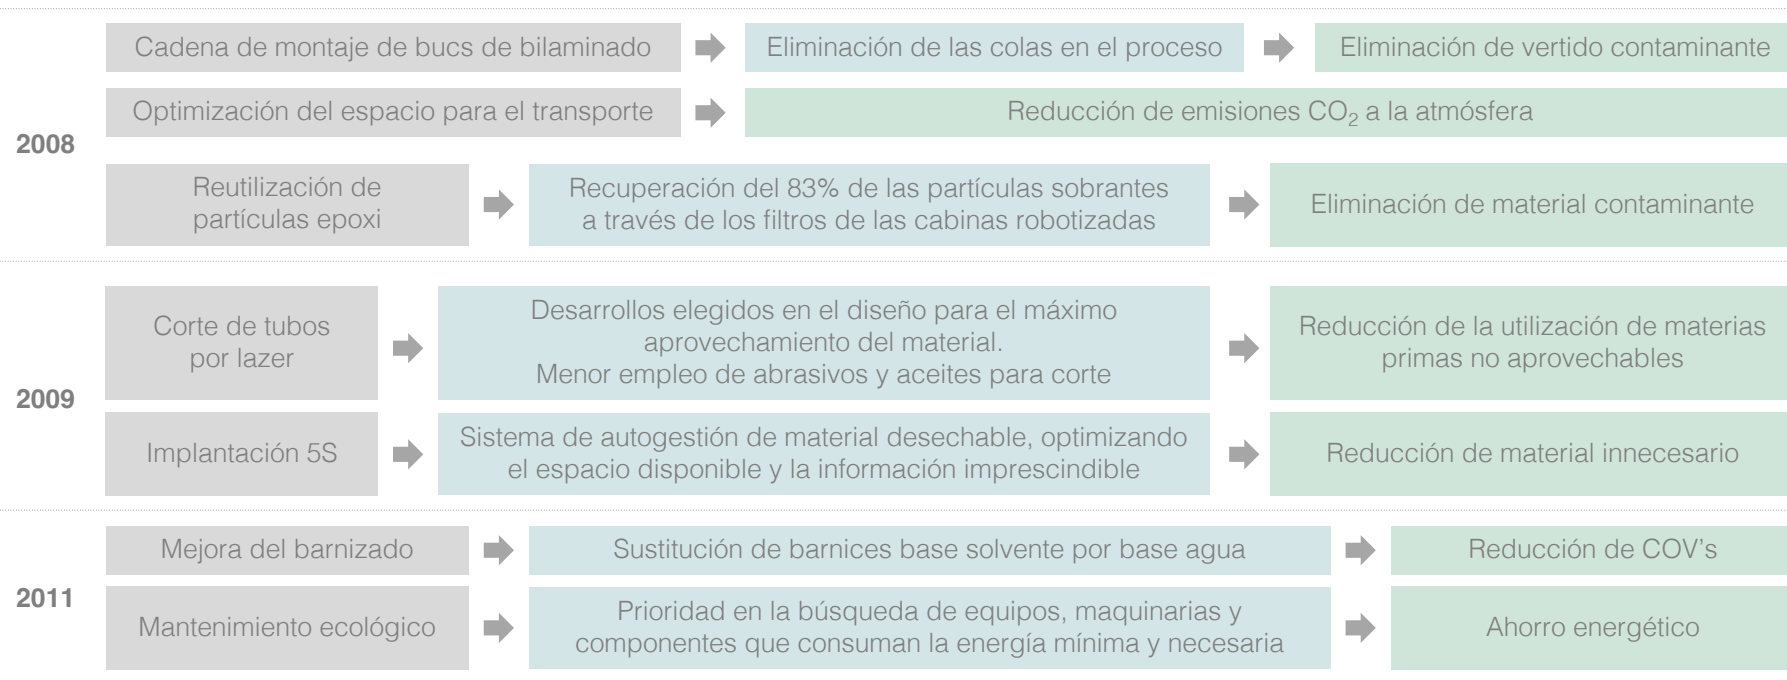 2008
Cadena de montaje de bucs de bilaminado
Eliminación de las colas en el proceso
Eliminación de vertido contaminante
Optimización del espacio para el transporte
Reducción de emisiones CO₂ a la atmósfera
Reutilización de
partículas epoxi
Recuperación del 83% de las partículas sobrantes
a través de los filtros de las cabinas robotizadas
Eliminación de material contaminante
2009
Corte de tubos
por lazer
Desarrollos elegidos en el diseño para el máximo
aprovechamiento del material.
Menor empleo de abrasivos y aceites para corte
Reducción de la utilización de materias
primas no aprovechables
Implantación 5S
Sistema de autogestión de material desechable, optimizando
el espacio disponible y la información imprescindible
Reducción de material innecesario
2011
Mejora del barnizado
Sustitución de barnices base solvente por base agua
Reducción de COV's
Mantenimiento ecológico
Prioridad en la búsqueda de equipos, maquinarias y
componentes que consuman la energía mínima y necesaria
Ahorro energético